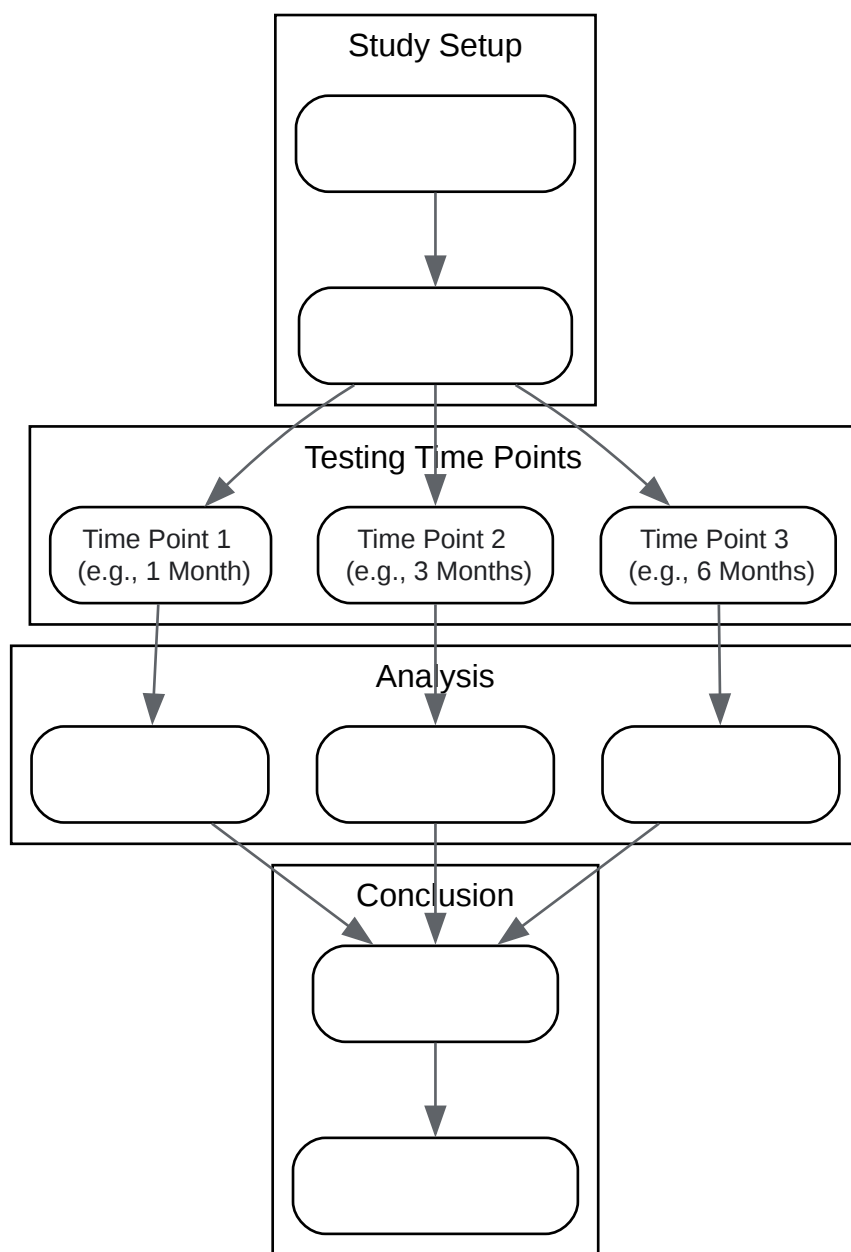 Study Setup
Testing Time Points
Time Point 1
(e.g., 1 Month)
Time Point 2
(e.g., 3 Months)
Time Point 3
(e.g., 6 Months)
Analysis
Conclusion